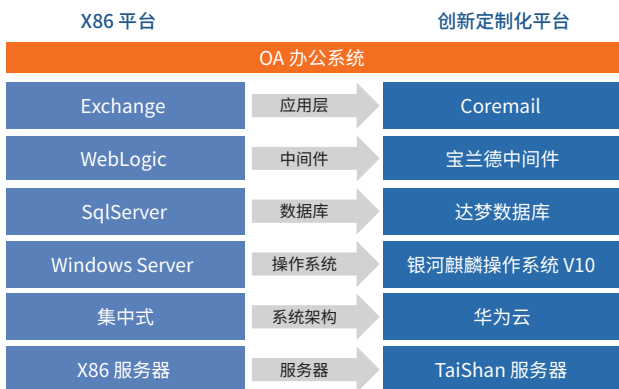 X86 平台
创新定制化平台
OA 办公系统
Exchange
应用层
Coremail
WebLogic
中间件
宝兰德中间件
SqlServer
数据库
达梦数据库
Windows Server
操作系统
银河麒麟操作系统 V10
集中式
系统架构
华为云
X86 服务器
服务器
TaiShan 服务器